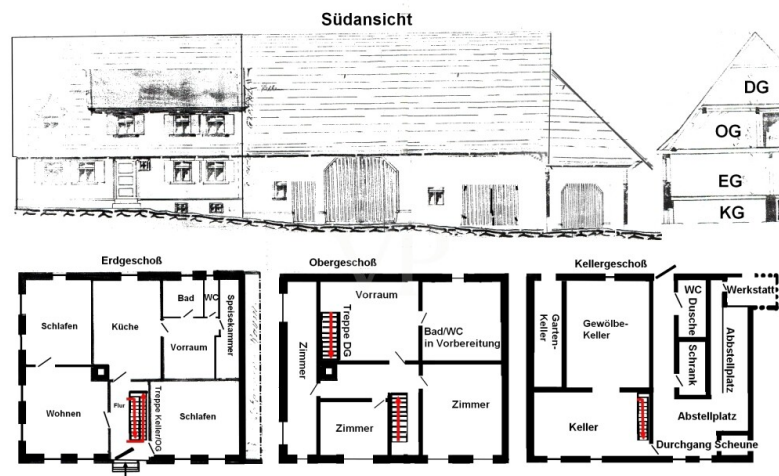 Südansicht
DG
OG
EG
KG
Erdgeschoß
Schlafen
Küche
Bad
WC
Speisekammer
Vorraum
Wohnen
Flur
Treppe Keller/OG
Schlafen
Obergeschoß
Vorraum
Treppe DG
Zimmer
Bad/WC
in Vorbereitung
Zimmer
Zimmer
Kellergeschoß
Garten-
Keller
Gewölbe-
Keller
WC
Dusche
Werkstatt
Schrank
Abbstellplatz
Abstellplatz
Keller
Durchgang Scheune